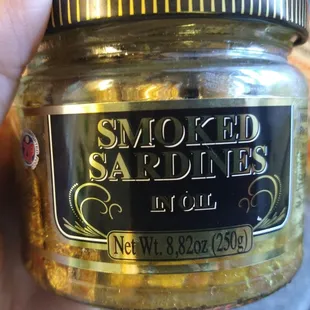 SMOKED
SARDINES
IN OIL
Net Wt. 8,82oz (250g)